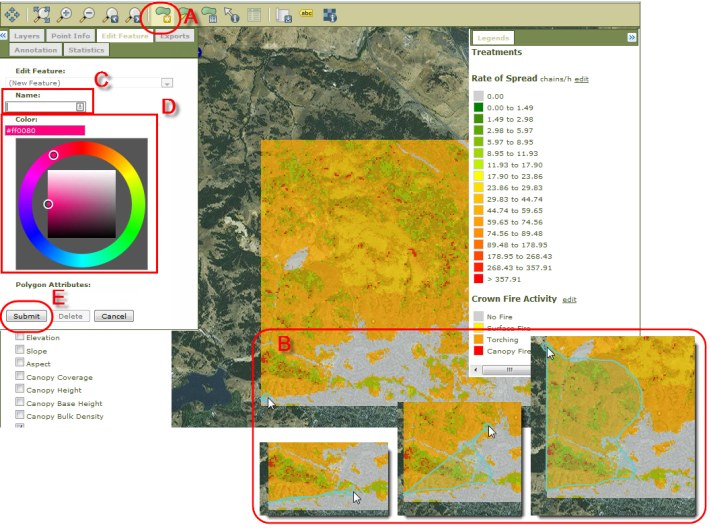 A
abc
Layers Point Info Edit Feature Exports
Annotation Statistics
Edit Feature:
(New Feature)
C
Name:
D
Color:
#ff0080
Polygon Attributes:
E
Submit Delete Cancel
Elevation
Slope
Aspect
Canopy Coverage
Canopy Height
Canopy Base Height
Canopy Bulk Density
Legends
Treatments
Rate of Spread chains/h edit
0.00
0.00 to 1.49
1.49 to 2.98
2.98 to 5.97
5.97 to 8.95
8.95 to 11.93
11.93 to 17.90
17.90 to 23.86
23.86 to 29.83
29.83 to 44.74
44.74 to 59.65
59.65 to 74.56
74.56 to 89.48
89.48 to 178.95
178.95 to 268.43
268.43 to 357.91
> 357.91
Crown Fire Activity edit
No Fire
Surface Fire
Torching
Canopy Fire
B